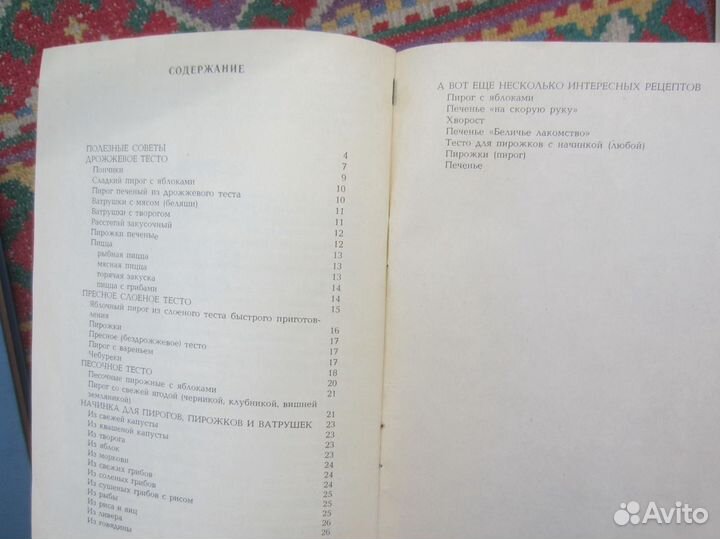 СОДЕРЖАНИЕ
ПОЛЕЗНЫЕ СОВЕТЫ
ДРОЖЖЕВОЕ ТЕСТО 4
Пончики 7
Сладкий пирог с яблоками 9
Пирог печеный из дрожжевого теста 10
Ватрушки с мясом (беляши) 10
Ватрушки с творогом 11
Расстегай закусочный 11
Пирожки печеные 12
Пицца 12
рыбная пицца 13
мясная пицца 13
горячая закуска 13
пицца с грибами 14
ПРЕСНОЕ СЛОЕНОЕ ТЕСТО 14
Яблочный пирог из слоеного теста быстрого приготов- 15
ления
Пирожки 16
Пресное (бездрожжевое) тесто 17
Пирог с вареньем 17
Чебуреки 17
ПЕСОЧНОЕ ТЕСТО 18
Песочные пирожные с яблоками 20
Пирог со свежей ягодой (черникой, клубникой, вишней 21
земляникой)
НАЧИНКА ДЛЯ ПИРОГОВ, ПИРОЖКОВ И ВАТРУШЕК 21
Из свежей капусты 23
Из квашеной капусты 23
Из творога 23
Из яблок 23
Из моркови 24
Из свежих грибов 24
Из соленых грибов 24
Из сушеных грибов с рисом 25
Из рыбы 25
Из риса и яиц 25
Из ливера 26
Из говядины 26
А ВОТ ЕЩЕ НЕСКОЛЬКО ИНТЕРЕСНЫХ РЕЦЕПТОВ
Пирог с яблоками
Печенье «на скорую руку»
Хворост
Печенье «Беличье лакомство»
Тесто для пирожков с начинкой (любой)
Пирожки (пирог)
Печенье
Avito